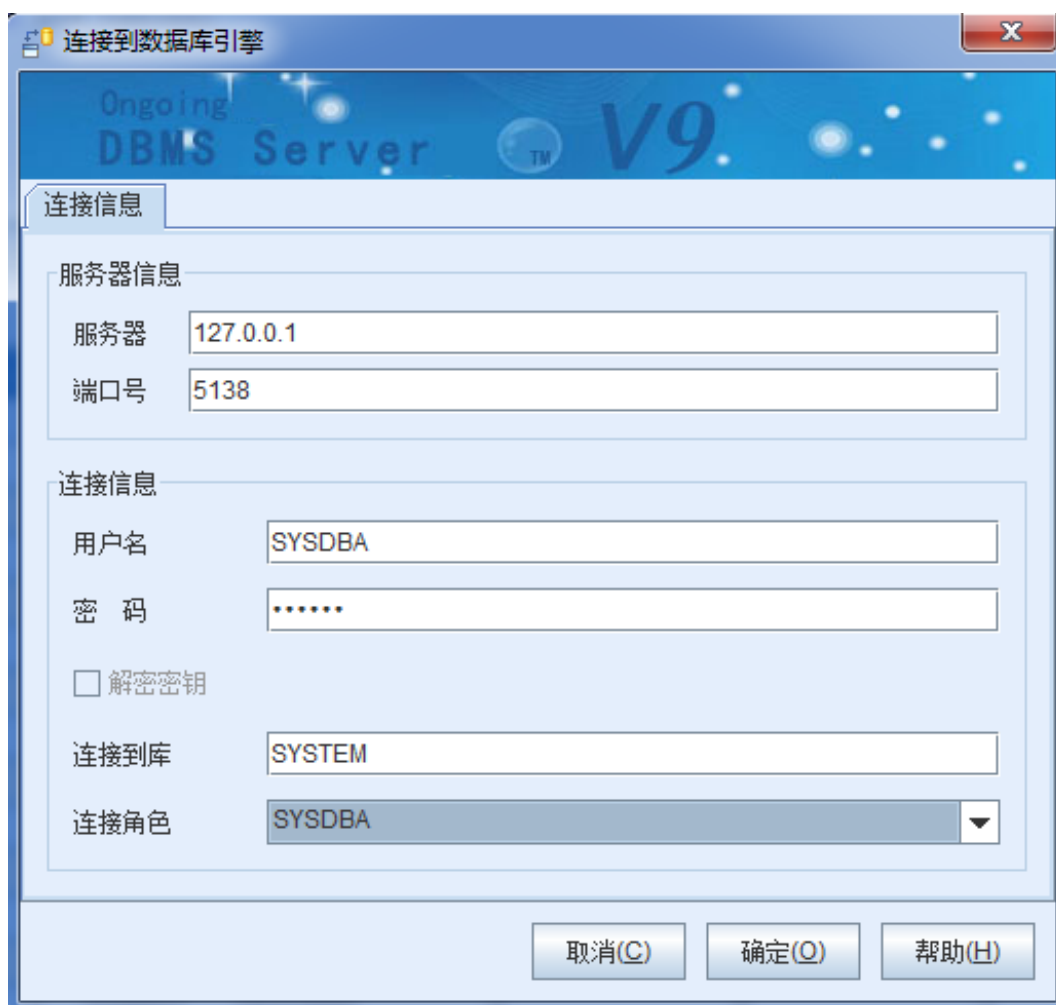 连接到数据库引擎
Ongoing
DBMS Server TM V9
连接信息
服务器信息
服务器 127.0.0.1
端口号 5138
连接信息
用户名 SYSDBA
密 码 ••••••
解密密钥
连接到库 SYSTEM
连接角色 SYSDBA
取消(C) 确定(O) 帮助(H)